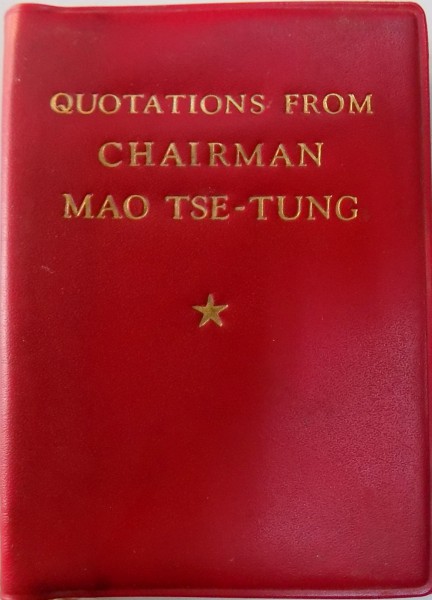 QUOTATIONS FROM
CHAIRMAN
MAO TSE-TUNG